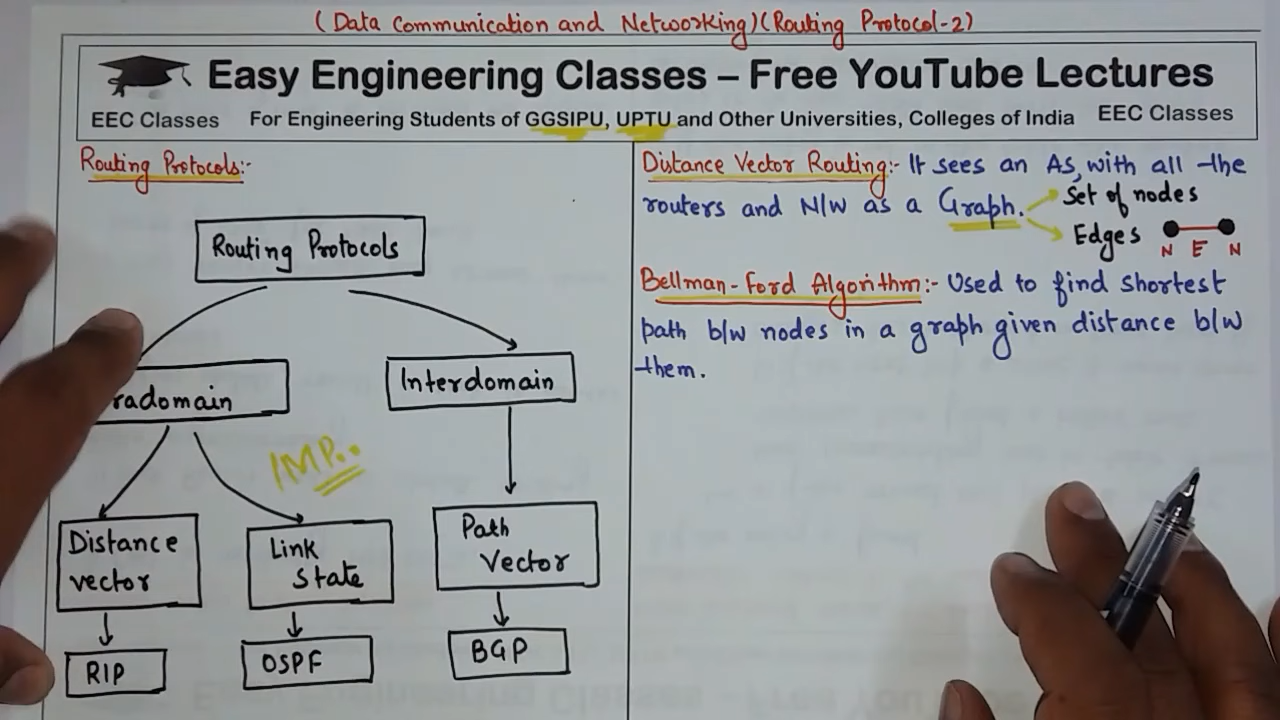 (Data Communication and Networking)(Routing Protocol-2)
Easy Engineering Classes – Free YouTube Lectures
EEC Classes For Engineering Students of GGSIPU, UPTU and Other Universities, Colleges of India EEC Classes
Routing Protocols:-
Routing Protocols
radomain
Interdomain
IMP..
Distance
vector
Link
State
Path
Vector
RIP
OSPF
BGP
Distance Vector Routing:- It sees an AS, with all the
routers and N/W as a Graph.
Set of nodes
Edges
N E N
Bellman-Ford Algorithm:- Used to find shortest
path b/w nodes in a graph given distance b/w
them.